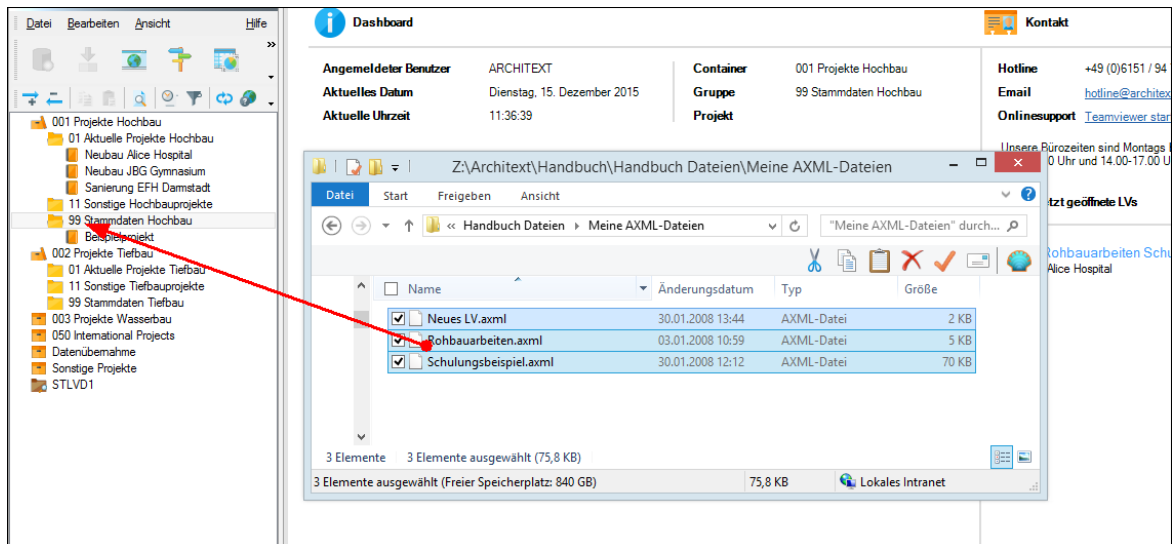 Datei Bearbeiten Ansicht Hilfe
»
001 Projekte Hochbau
01 Aktuelle Projekte Hochbau
Neubau Alice Hospital
Neubau JBG Gymnasium
Sanierung EFH Darmstadt
11 Sonstige Hochbauprojekte
99 Stammdaten Hochbau
Beispielprojekt
002 Projekte Tiefbau
01 Aktuelle Projekte Tiefbau
11 Sonstige Tiefbauprojekte
99 Stammdaten Tiefbau
003 Projekte Wasserbau
050 International Projects
Datenübernahme
Sonstige Projekte
STLVD1
Dashboard
Angemeldeter Benutzer ARCHITEXT Container 001 Projekte Hochbau
Aktuelles Datum Dienstag, 15. Dezember 2015 Gruppe 99 Stammdaten Hochbau
Aktuelle Uhrzeit 11:36:39 Projekt
Kontakt
Hotline +49 (0)6151 / 94
Email hotline@architex
Onlinesupport Teamviewer star
Unsere Bürozeiten sind Montags
0 Uhr und 14.00-17.00 U
tzt geöffnete LVs
Rohbauarbeiten Schu
Alice Hospital
Z:\Architext\Handbuch\Handbuch Dateien\Meine AXML-Dateien
Datei Start Freigeben Ansicht
« Handbuch Dateien Meine AXML-Dateien "Meine AXML-Dateien" durch...
Name Änderungsdatum Typ Größe
Neues LV.axml 30.01.2008 13:44 AXML-Datei 2 KB
Rohbauarbeiten.axml 03.01.2008 10:59 AXML-Datei 5 KB
Schulungsbeispiel.axml 30.01.2008 12:12 AXML-Datei 70 KB
3 Elemente 3 Elemente ausgewählt (75,8 KB)
3 Elemente ausgewählt (Freier Speicherplatz: 840 GB) 75,8 KB Lokales Intranet